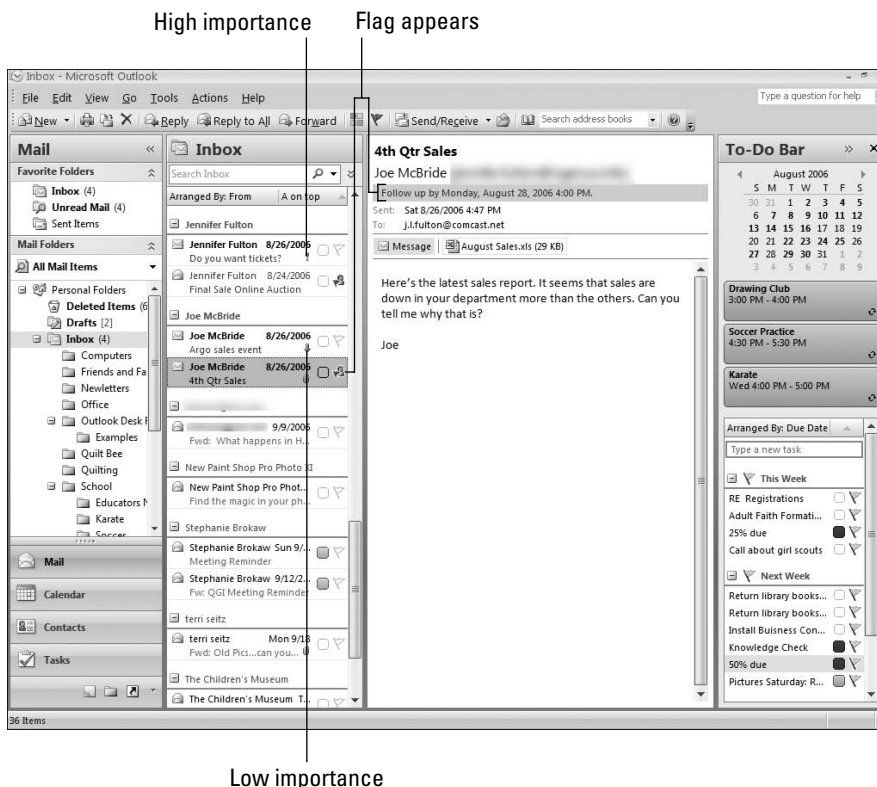 High importance
Flag appears
Inbox - Microsoft Outlook
File Edit View Go Tools Actions Help
Type a question for help
New Reply Reply to All Forward Send/Receive Search address books
Mail
Favorite Folders
Inbox (4)
Unread Mail (4)
Sent Items
Mail Folders
All Mail Items
Personal Folders
Deleted Items (6
Drafts [2]
Inbox (4)
Computers
Friends and Fa
Newletters
Office
Outlook Desk F
Examples
Quilt Bee
Quilting
School
Educators N
Karate
Soccer
Mail
Calendar
Contacts
Tasks
36 Items
Inbox
Search Inbox
Arranged By: From A on top
Jennifer Fulton
Jennifer Fulton 8/26/2006
Do you want tickets?
Jennifer Fulton 8/24/2006
Final Sale Online Auction
Joe McBride
Joe McBride 8/26/2006
Argo sales event
Joe McBride 8/26/2006
4th Qtr Sales
9/9/2006
Fwd: What happens in H...
New Paint Shop Pro Photo XI
New Paint Shop Pro Phot...
Find the magic in your ph...
Stephanie Brokaw
Stephanie Brokaw Sun 9/...
Meeting Reminder
Stephanie Brokaw 9/12/2...
Fw: QGI Meeting Reminder
terri seitz
terri seitz Mon 9/18
Fwd: Old Pics...can you...
The Children's Museum
The Children's Museum T...
4th Qtr Sales
Joe McBride
Follow up by Monday, August 28, 2006 4:00 PM.
Sent: Sat 8/26/2006 4:47 PM
To: j.l.fulton@comcast.net
Message August Sales.xls (29 KB)
Here's the latest sales report. It seems that sales are
down in your department more than the others. Can you
tell me why that is?
Joe
To-Do Bar
August 2006
S M T W T F S
30 31 1 2 3 4 5
6 7 8 9 10 11 12
13 14 15 16 17 18 19
20 21 22 23 24 25 26
27 28 29 30 31 1 2
3 4 5 6 7 8 9
Drawing Club
3:00 PM - 4:00 PM
Soccer Practice
4:30 PM - 5:30 PM
Karate
Wed 4:00 PM - 5:00 PM
Arranged By: Due Date
Type a new task
This Week
RE Registrations
Adult Faith Formati...
25% due
Call about girl scouts
Next Week
Return library books...
Return library books...
Install Buisness Con...
Knowledge Check
50% due
Pictures Saturday: R...
Low importance